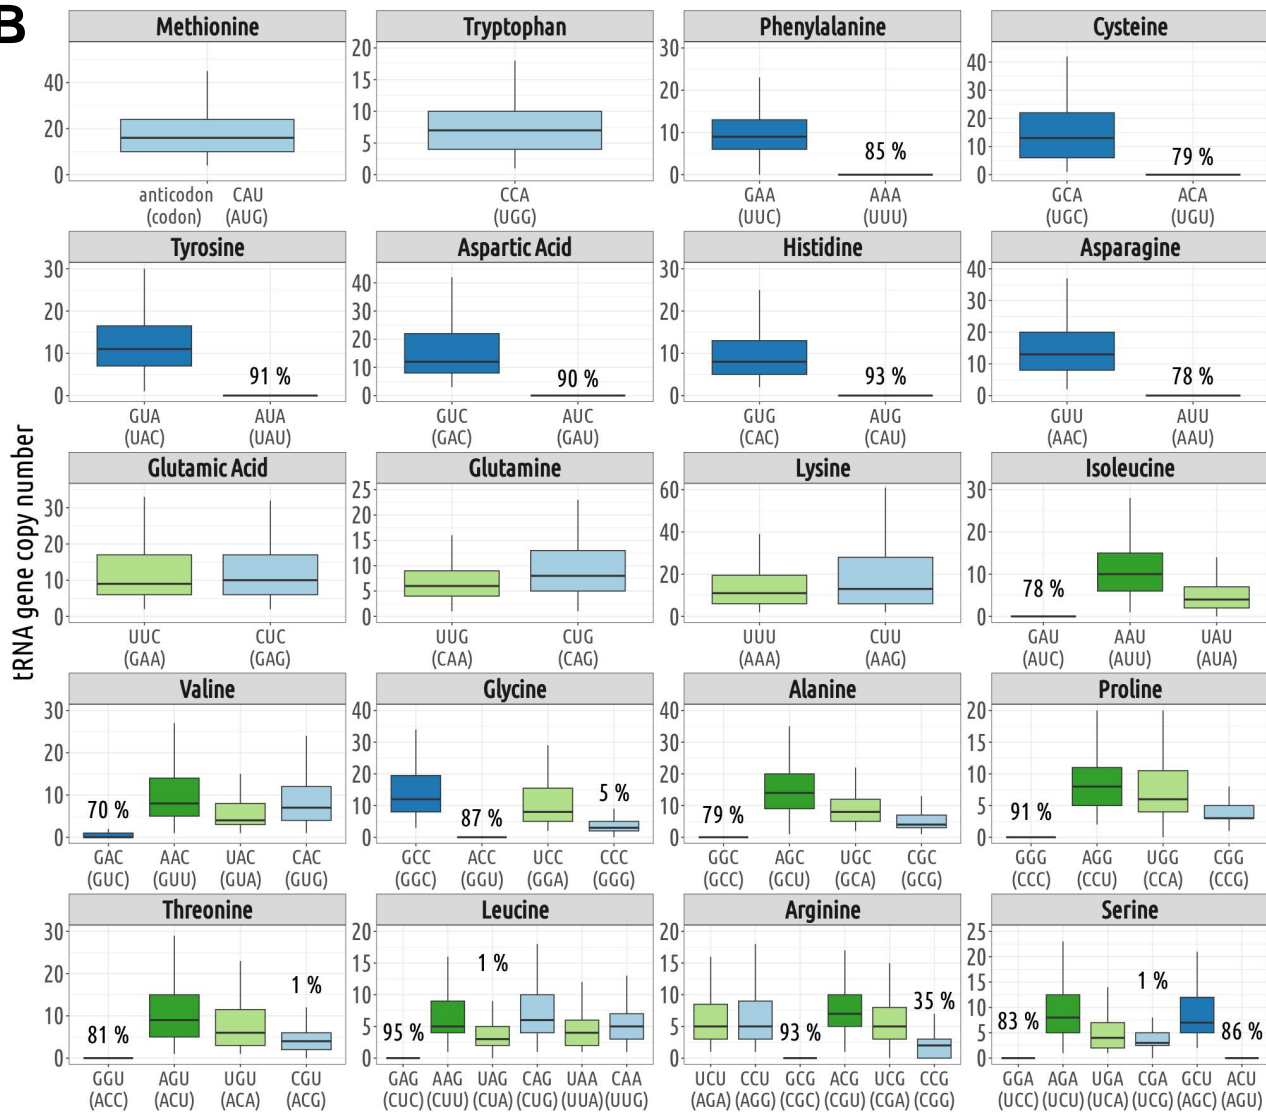 B
Methionine Tryptophan Phenylalanine Cysteine
40 20 0
20 15 10 5 0
30 20 10 0
40 30 20 10 0
85 % 79 %
anticodon CAU CCA GAA AAA GCA ACA
(codon) (AUG) (UGG) (UUC) (UUU) (UGC) (UGU)
Tyrosine Aspartic Acid Histidine Asparagine
30 20 10 0
40 30 20 10 0
30 20 10 0
40 30 20 10 0
91 % 90 % 93 % 78 %
GUA AUA GUC AUC GUG AUG GUU AUU
(UAC) (UAU) (GAC) (GAU) (CAC) (CAU) (AAC) (AAU)
tRNA gene copy number
Glutamic Acid Glutamine Lysine Isoleucine
30 20 10 0
25 20 15 10 5 0
60 40 20 0
30 20 10 0
78 %
UUC CUC UUG CUG UUU CUU GAU AAU UAU
(GAA) (GAG) (CAA) (CAG) (AAA) (AAG) (AUC) (AUU) (AUA)
Valine Glycine Alanine Proline
30 20 10 0
40 30 20 10 0
40 30 20 10 0
20 15 10 5 0
70 % 87 % 5 % 79 % 91 %
GAC AAC UAC CAC GCC ACC UCC CCC GGC AGC UGC CGC GGG AGG UGG CGG
(GUC) (GUU) (GUA) (GUG) (GGC) (GGU) (GGA) (GGG) (GCC) (GCU) (GCA) (GCG) (CCC) (CCU) (CCA) (CCG)
Threonine Leucine Arginine Serine
30 20 10 0
20 15 10 5 0
20 15 10 5 0
25 20 15 10 5 0
81 % 1 % 95 % 1 % 93 % 35 % 83 % 1 % 86 %
GGU AGU UGU CGU GAG AAG UAG CAG UAA CAA UCU CCU GCG ACG UCG CCG GGA AGA UGA CGA GCU ACU
(ACC) (ACU) (ACA) (ACG) (CUC) (CUU) (CUA) (CUG) (UUA) (UUG) (AGA) (AGG) (CGC) (CGU) (CGA) (CGG) (UCC) (UCU) (UCA) (UCG) (AGC) (AGU)